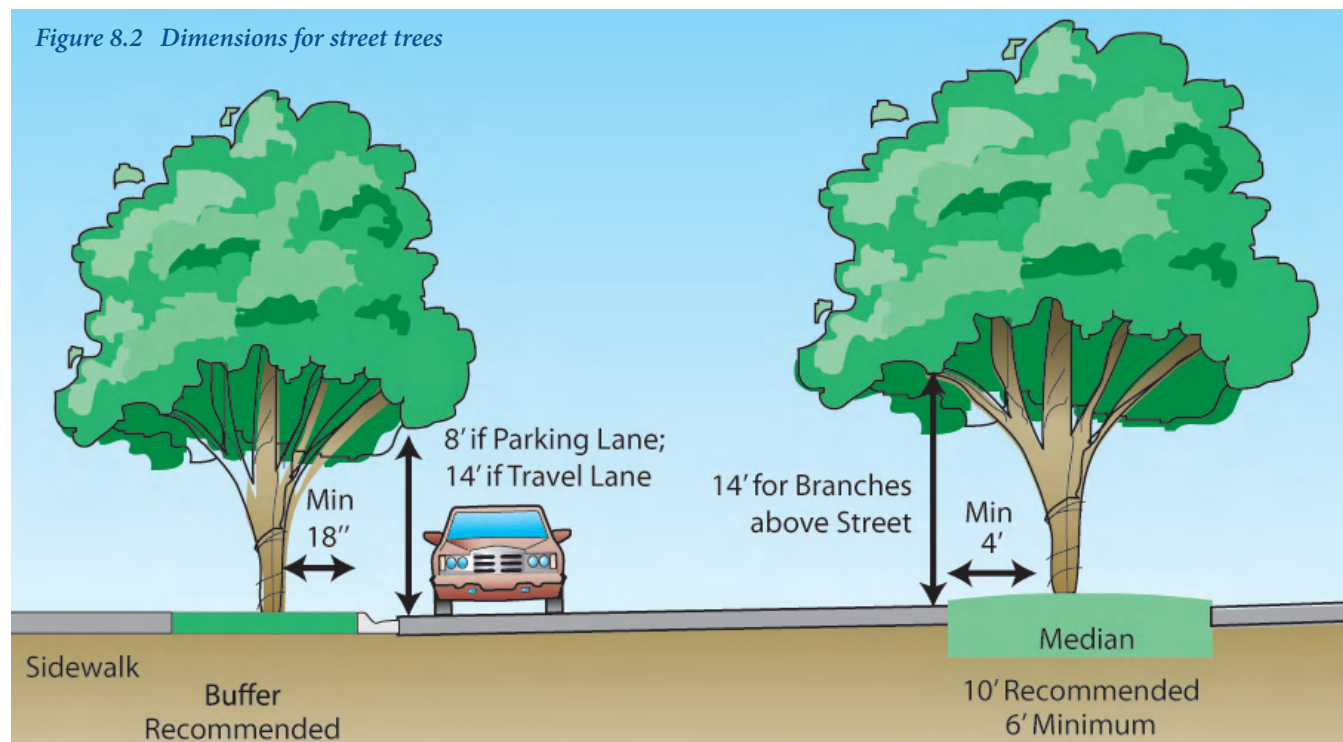 Figure 8.2 Dimensions for street trees
8’ if Parking Lane;
14’ if Travel Lane
Min
18’’
14’ for Branches
above Street
Min
4’
Sidewalk
Buffer
Recommended
Median
10’ Recommended
6’ Minimum